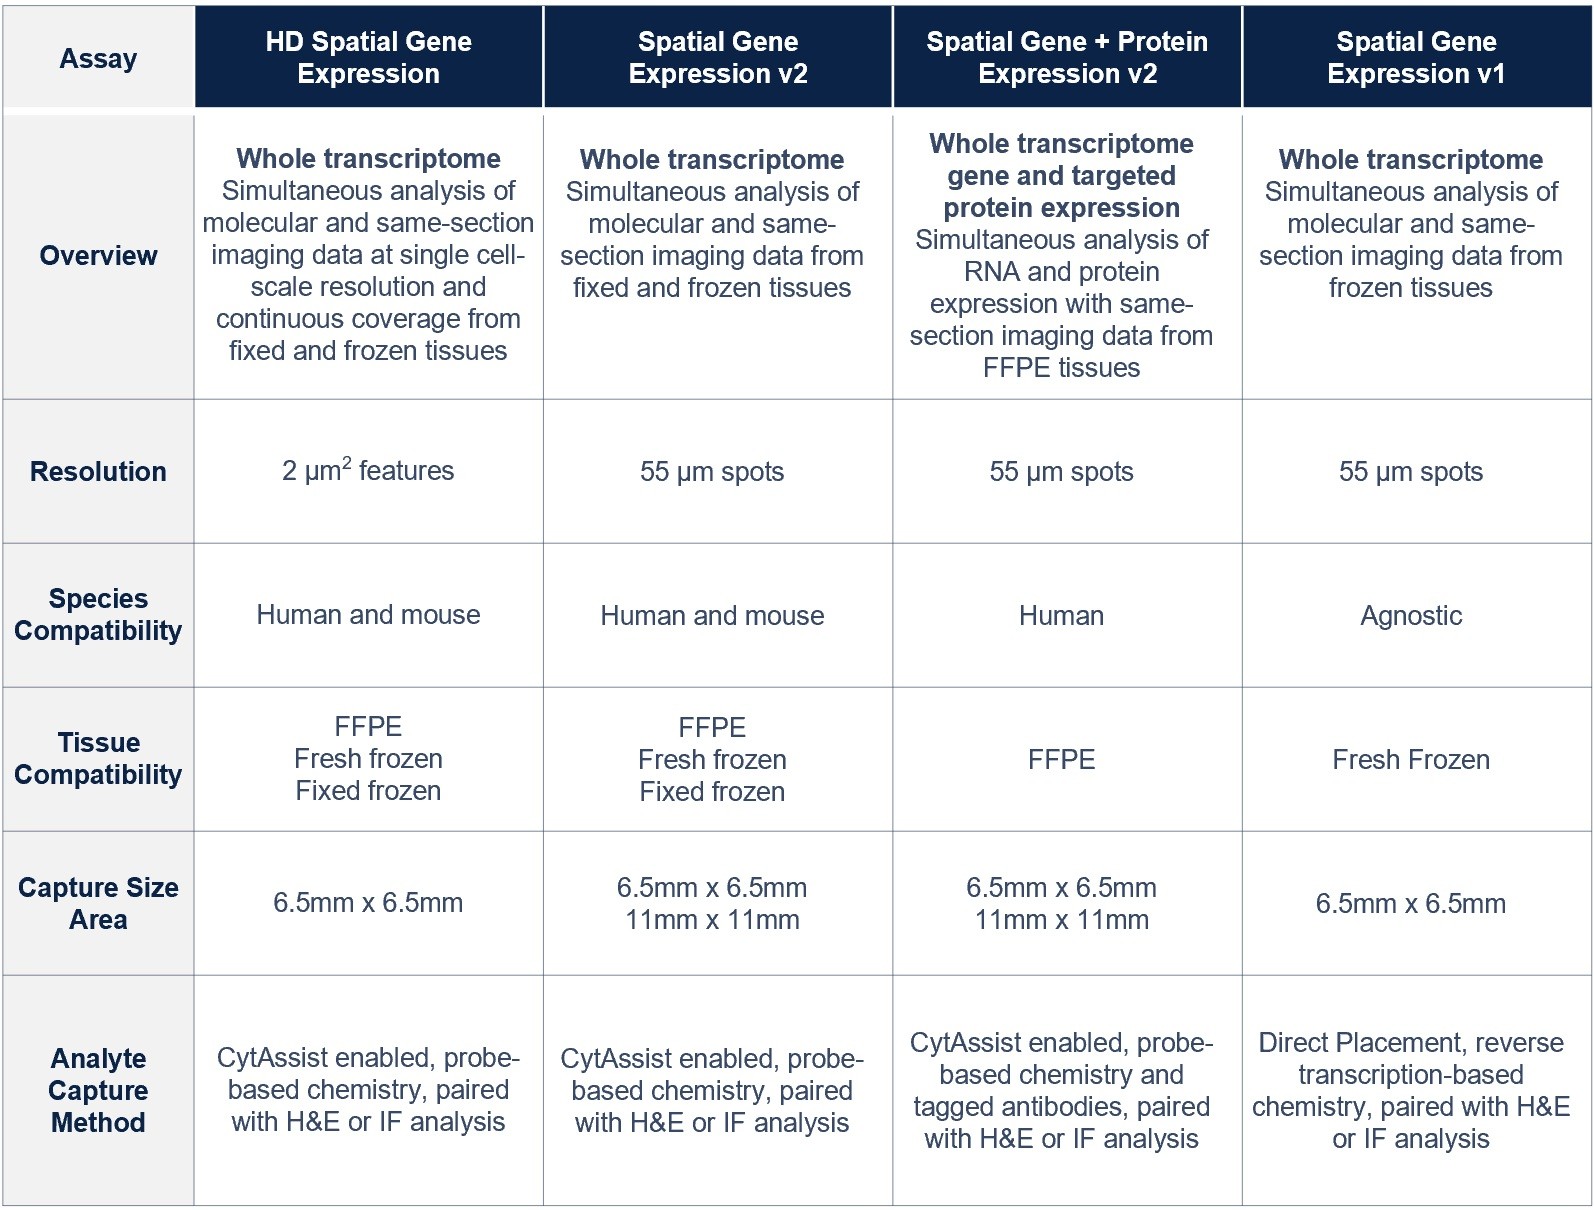 Assay
HD Spatial Gene
Expression
Spatial Gene
Expression v2
Spatial Gene + Protein
Expression v2
Spatial Gene
Expression v1
Overview
Whole transcriptome
Simultaneous analysis of
molecular and same-section
imaging data at single cell-
scale resolution and
continuous coverage from
fixed and frozen tissues
Whole transcriptome
Simultaneous analysis of
molecular and same-
section imaging data from
fixed and frozen tissues
Whole transcriptome
gene and targeted
protein expression
Simultaneous analysis of
RNA and protein
expression with same-
section imaging data from
FFPE tissues
Whole transcriptome
Simultaneous analysis of
molecular and same-
section imaging data from
frozen tissues
Resolution
2 µm² features
55 µm spots
55 µm spots
55 µm spots
Species
Compatibility
Human and mouse
Human and mouse
Human
Agnostic
Tissue
Compatibility
FFPE
Fresh frozen
Fixed frozen
FFPE
Fresh frozen
Fixed frozen
FFPE
Fresh Frozen
Capture Size
Area
6.5mm x 6.5mm
6.5mm x 6.5mm
11mm x 11mm
6.5mm x 6.5mm
11mm x 11mm
6.5mm x 6.5mm
Analyte
Capture
Method
CytAssist enabled, probe-
based chemistry, paired
with H&E or IF analysis
CytAssist enabled, probe-
based chemistry, paired
with H&E or IF analysis
CytAssist enabled, probe-
based chemistry and
tagged antibodies, paired
with H&E or IF analysis
Direct Placement, reverse
transcription-based
chemistry, paired with H&E
or IF analysis